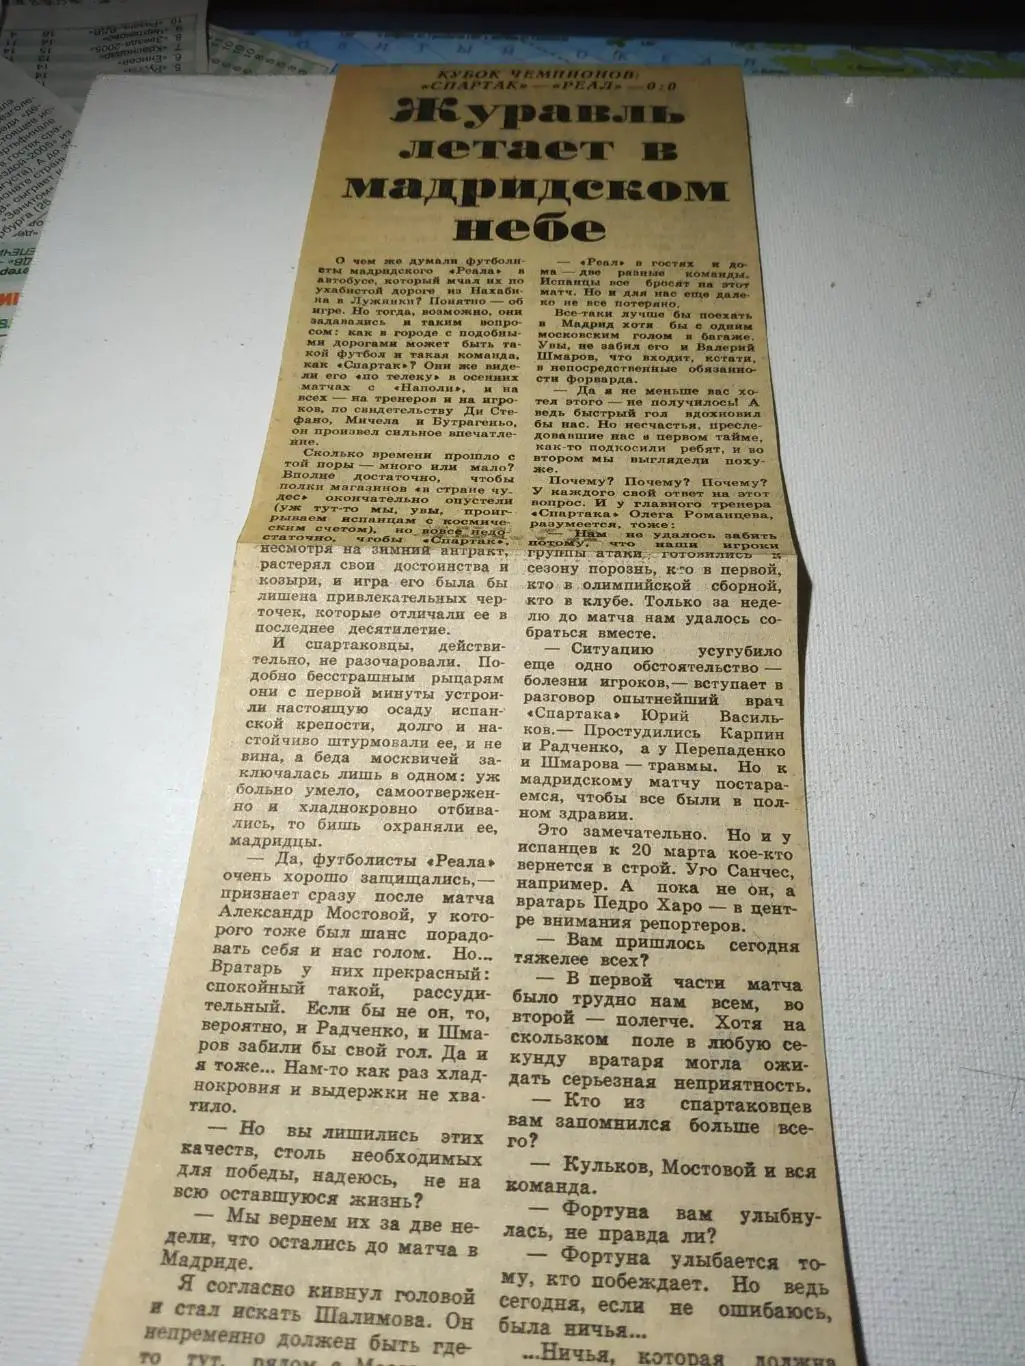 КУБОК ЧЕМПИОНОВ:
«СПАРТАК» — «РЕАЛ» — 0:0
Журавль
летает в
мадридском
небе
О чем же думали футболи-
сты мадридского «Реала» в
автобусе, который мчал их по
ухабистой дороге из Нахаби-
на в Лужники? Понятно — об
игре. Но тогда, возможно, они
задавались и таким вопро-
сом: как в городе с подобны-
ми дорогами может быть та-
кой футбол и такая команда,
как «Спартак»? Они же виде-
ли его «по телеку» в осенних
матчах с «Наполи», и на
всех — на тренеров и на игро-
ков, по свидетельству Ди Сте-
фано, Мичела и Бутрагеньо,
он произвел сильное впечатле-
ние.
Сколько времени прошло с
той поры — много или мало?
Вполне достаточно, чтобы
полки магазинов «в стране чу-
дес» окончательно опустели
(уж тут-то мы, увы, проиг-
рываем испанцам с космиче-
ским счетом), но вовсе недо-
статочно, чтобы «Спартак»,
несмотря на зимний антракт,
растерял свои достоинства и
козыри, и игра его была бы
лишена привлекательных чер-
точек, которые отличали ее в
последнее десятилетие.
И спартаковцы, действи-
тельно, не разочаровали. По-
добно бесстрашным рыцарям
они с первой минуты устрои-
ли настоящую осаду испан-
ской крепости, долго и на-
стойчиво штурмовали ее, и не
вина, а беда москвичей за-
ключалась лишь в одном: уж
больно умело, самоотвержен-
но и хладнокровно отбива-
лись, то бишь охраняли ее,
мадридцы.
— Да, футболисты «Реала»
очень хорошо защищались,—
признает сразу после матча
Александр Мостовой, у кото-
рого тоже был шанс порадо-
вать себя и нас голом. Но...
Вратарь у них прекрасный:
спокойный такой, рассуди-
тельный. Если бы не он, то,
вероятно, и Радченко, и Шма-
ров забили бы свой гол. Да и
я тоже... Нам-то как раз хлад-
нокровия и выдержки не хва-
тило.
— Но вы лишились этих
качеств, столь необходимых
для победы, надеюсь, не на
всю оставшуюся жизнь?
— Мы вернем их за две не-
дели, что остались до матча в
Мадриде.
Я согласно кивнул головой
и стал искать Шалимова. Он
непременно должен быть где-
то тут, рядом с
— «Реал» в гостях и до-
ма — две разные команды.
Испанцы все бросят на этот
матч. Но и для нас еще дале-
ко не все потеряно.
Все-таки лучше бы поехать
в Мадрид хотя бы с одним
московским голом в багаже.
Увы, не забил его и Валерий
Шмаров, что входит, кстати,
в непосредственные обязанно-
сти форварда.
— Да я не меньше вас хо-
тел этого — не получилось! А
ведь быстрый гол вдохновил
бы нас. Но несчастья, пресле-
довавшие нас в первом тайме,
как-то подкосили ребят, и во
втором мы выглядели поху-
же.
Почему? Почему? Почему?
У каждого свой ответ на этот
вопрос. И у главного тренера
«Спартака» Олега Романцева,
разумеется, тоже:
— Нам не удалось забить
потому, что наши игроки
группы атаки готовились к
сезону порознь, кто в первой,
кто в олимпийской сборной,
кто в клубе. Только за неде-
лю до матча нам удалось со-
браться вместе.
— Ситуацию усугубило
еще одно обстоятельство —
болезни игроков,— вступает в
разговор опытнейший врач
«Спартака» Юрий Василь-
ков.— Простудились Карпин
и Радченко, а у Перепаденко
и Шмарова — травмы. Но к
мадридскому матчу постара-
емся, чтобы все были в пол-
ном здравии.
Это замечательно. Но и у
испанцев к 20 марта кое-кто
вернется в строй. Уго Санчес,
например. А пока не он, а
вратарь Педро Харо — в цент-
ре внимания репортеров.
— Вам пришлось сегодня
тяжелее всех?
— В первой части матча
было трудно нам всем, во
второй — полегче. Хотя на
скользком поле в любую се-
кунду вратаря могла ожи-
дать серьезная неприятность.
— Кто из спартаковцев
вам запомнился больше все-
го?
— Кульков, Мостовой и вся
команда.
— Фортуна вам улыбну-
лась, не правда ли?
— Фортуна улыбается то-
му, кто побеждает. Но ведь
сегодня, если не ошибаюсь,
была ничья...
...Ничья, которая должна